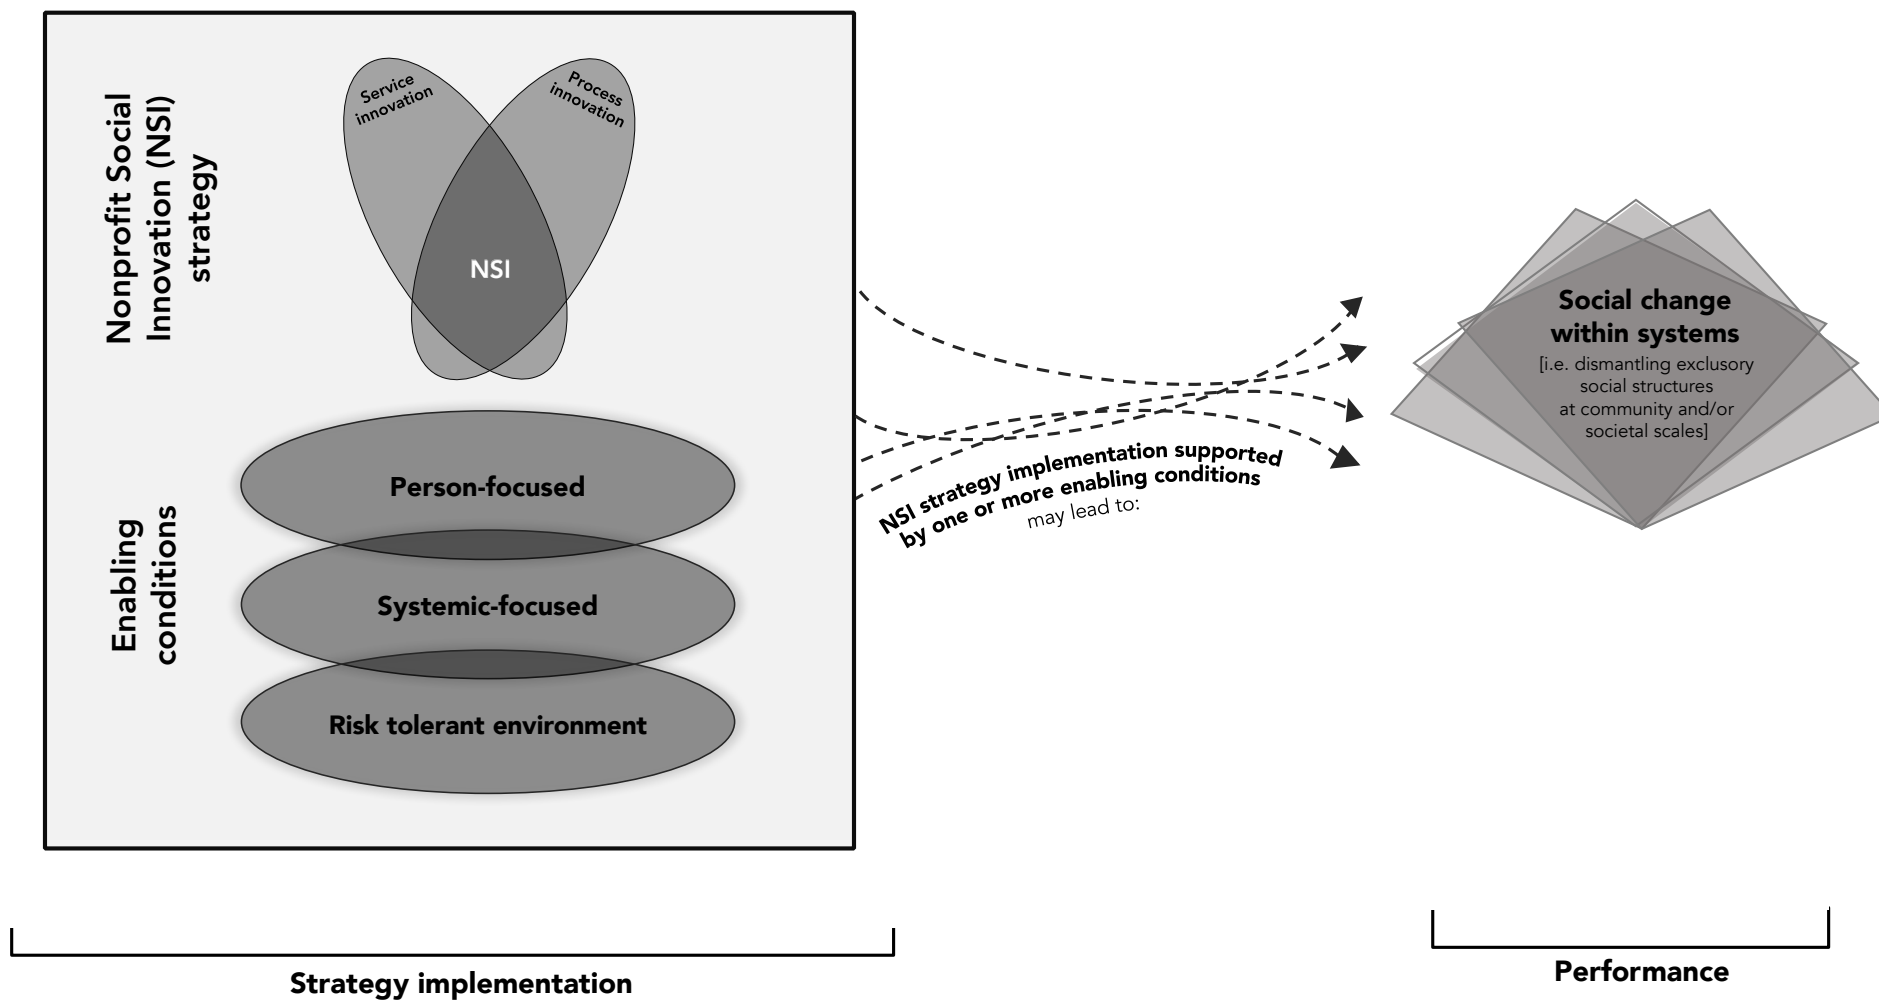 Nonprofit Social
Innovation (NSI)
strategy
Service
innovation
Process
innovation
NSI
Enabling
conditions
Person-focused
Systemic-focused
Risk tolerant environment
NSI strategy implementation supported
by one or more enabling conditions
may lead to:
Social change
within systems
[i.e. dismantling exclusory
social structures
at community and/or
societal scales]
Strategy implementation
Performance